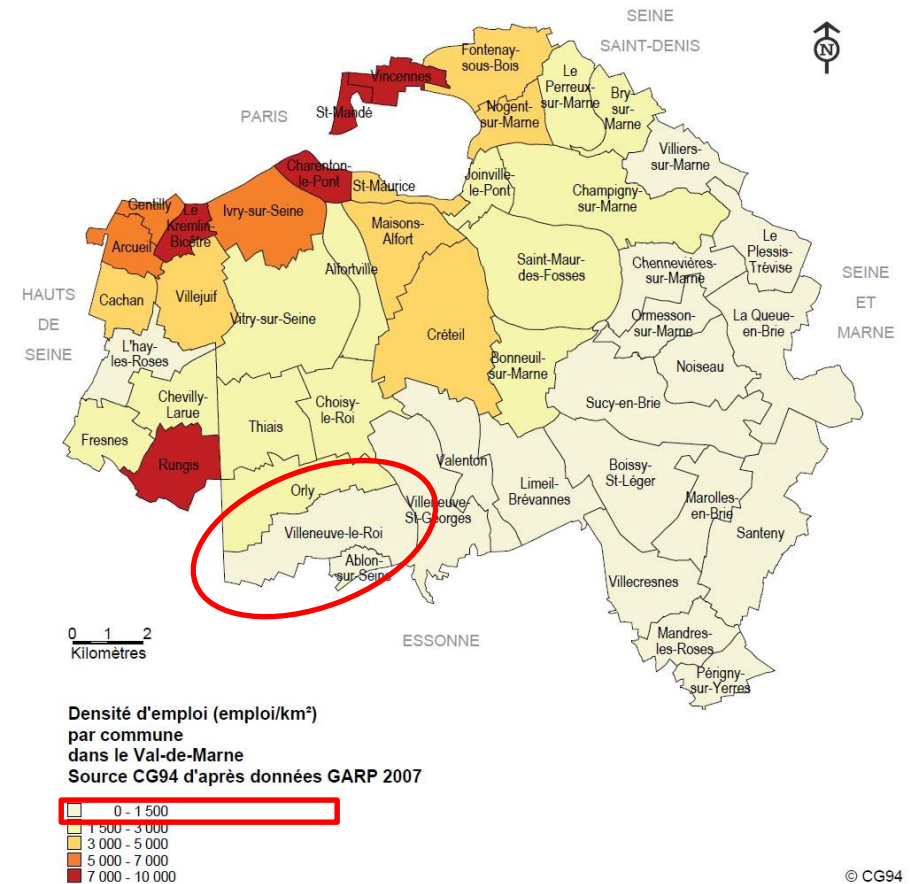 SEINE
SAINT-DENIS
N
Fontenay-
sous-Bois
Vincennes
Le
Perreux-
sur-Marne
Bry-
sur-
Marne
St-Mandé
Nogent-
sur-Marne
PARIS
Villiers-
sur-Marne
Charenton-
le-Pont
St-Maurice
Joinville-
le-Pont
Champigny-
sur-Marne
Gentilly
Le
Kremlin-
Bicêtre
Ivry-sur-Seine
Maisons-
Alfort
Arcueil
Le
Plessis-
Trévise
Saint-Maur-
des-Fosses
Chennevières-
sur-Marne
Alfortville
SEINE
ET
MARNE
HAUTS
DE
SEINE
Cachan
Villejuif
Vitry-sur-Seine
Créteil
Ormesson-
sur-Marne
La Queue-
en-Brie
L'hay-
les-Roses
Bonneuil-
sur-Marne
Noiseau
Chevilly-
Larue
Choisy-
le-Roi
Sucy-en-Brie
Thiais
Fresnes
Rungis
Valenton
Boissy-
St-Léger
Orly
Limeil-
Brévannes
Marolles-
en-Brie
Villeneuve-
St-Georges
Villeneuve-le-Roi
Santeny
Ablon-
sur-Seine
Villecresnes
0 1 2
Kilomètres
ESSONNE
Mandres-
les-Roses
Périgny-
sur-Yerres
Densité d'emploi (emploi/km²)
par commune
dans le Val-de-Marne
Source CG94 d'après données GARP 2007
0 - 1 500
1 500 - 3 000
3 000 - 5 000
5 000 - 7 000
7 000 - 10 000
© CG94